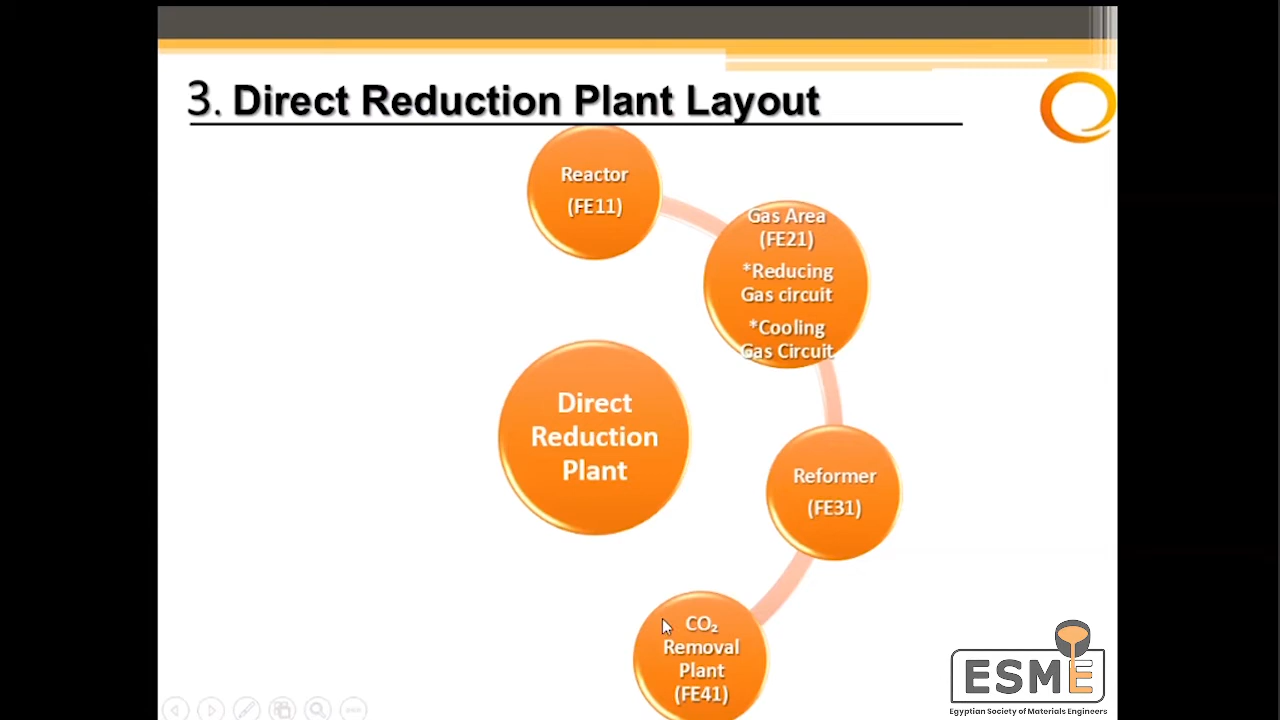 3. Direct Reduction Plant Layout
Reactor
(FE11)
Gas Area
(FE21)
*Reducing
Gas circuit
*Cooling
Gas Circuit
Direct
Reduction
Plant
Reformer
(FE31)
CO₂
Removal
Plant
(FE41)
ESME
Egyptian Society of Materials Engineers